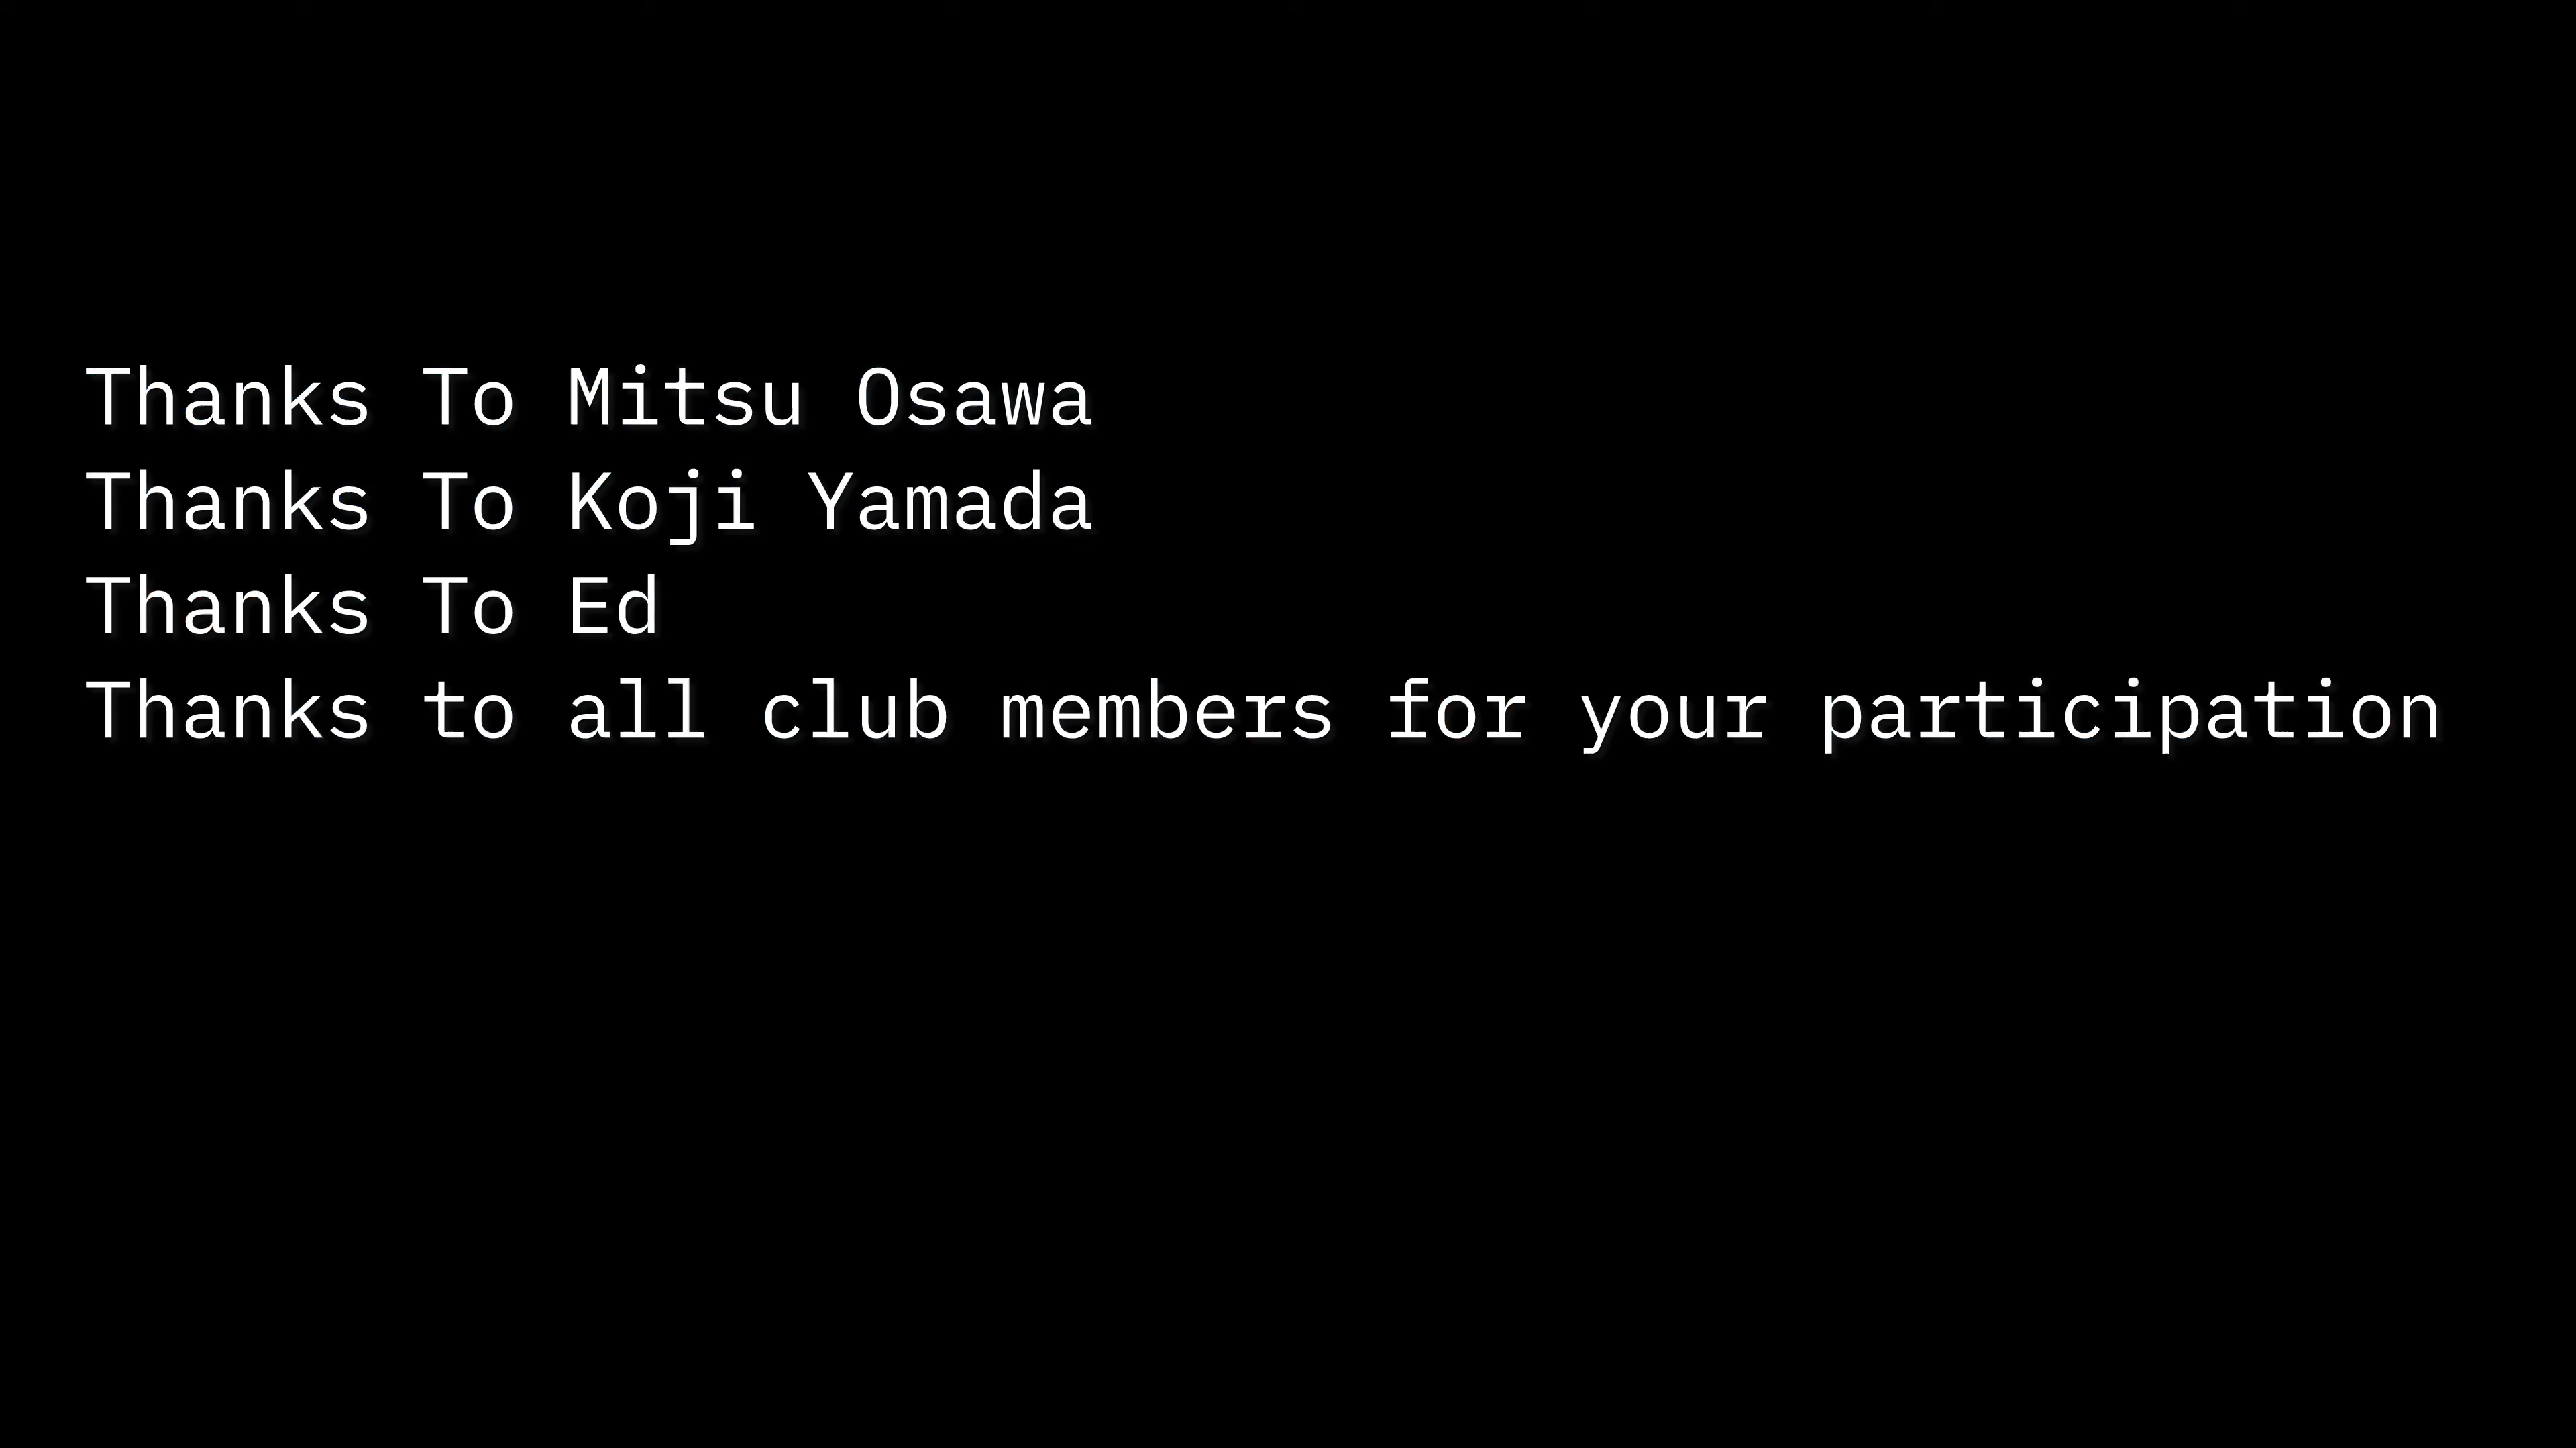 Thanks To Mitsu Osawa
Thanks To Koji Yamada
Thanks To Ed
Thanks to all club members for your participation